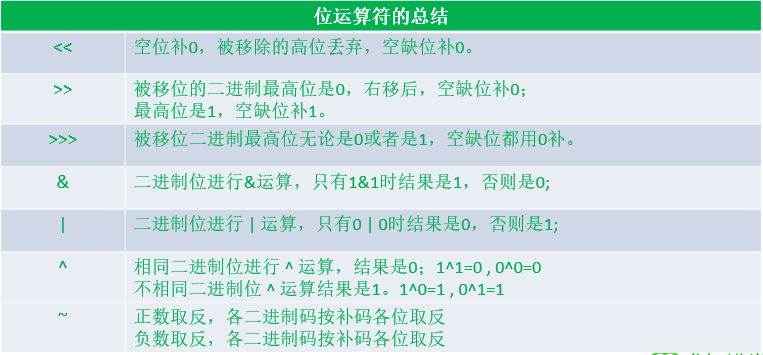 位运算符的总结
<< 空位补0，被移除的高位丢弃，空缺位补0。
>> 被移位的二进制最高位是0，右移后，空缺位补0；
最高位是1，空缺位补1。
>>> 被移位二进制最高位无论是0或者是1，空缺位都用0补。
& 二进制位进行&运算，只有1&1时结果是1，否则是0;
| 二进制位进行 | 运算，只有0 | 0时结果是0，否则是1;
^ 相同二进制位进行 ^ 运算，结果是0；1^1=0 , 0^0=0
不相同二进制位 ^ 运算结果是1。1^0=1 , 0^1=1
~ 正数取反，各二进制码按补码各位取反
负数取反，各二进制码按补码各位取反